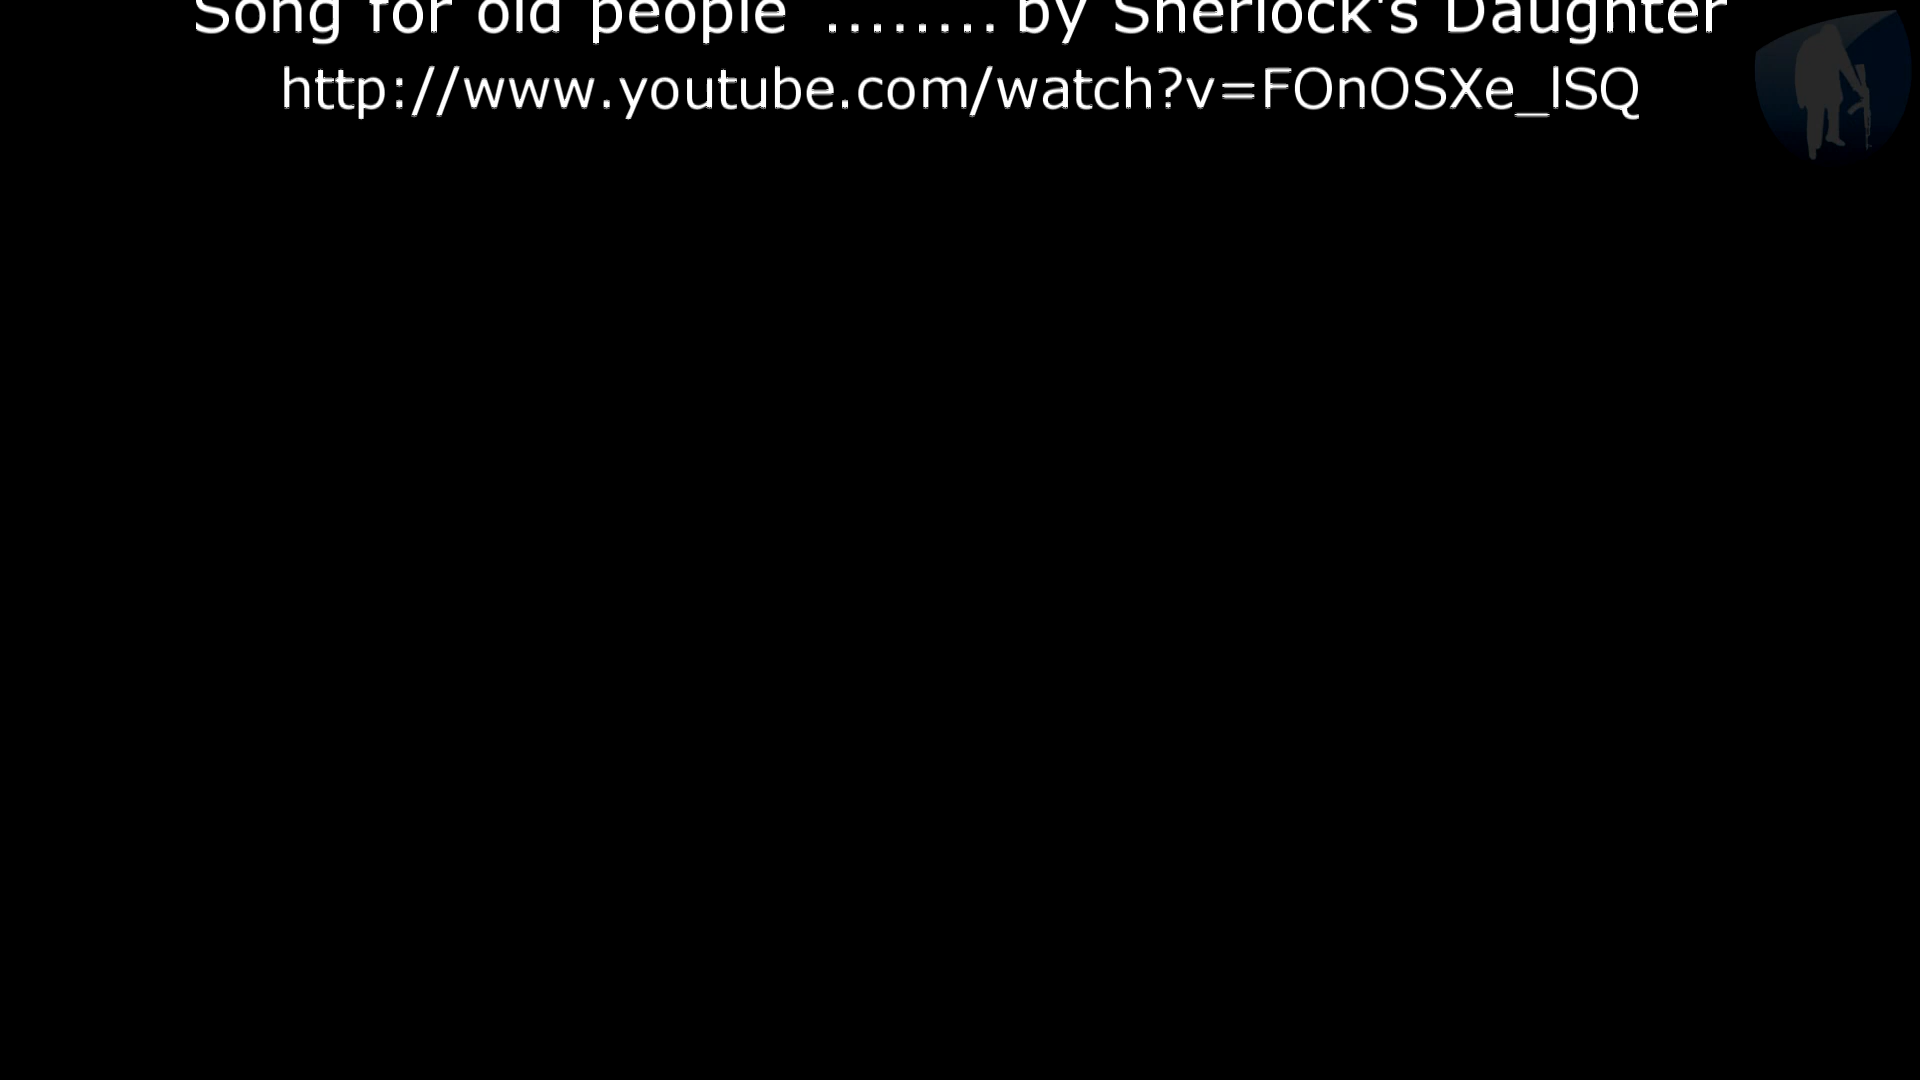 Song for old people ........ by Sherlock's Daughter
http://www.youtube.com/watch?v=FOnOSXe_lSQ